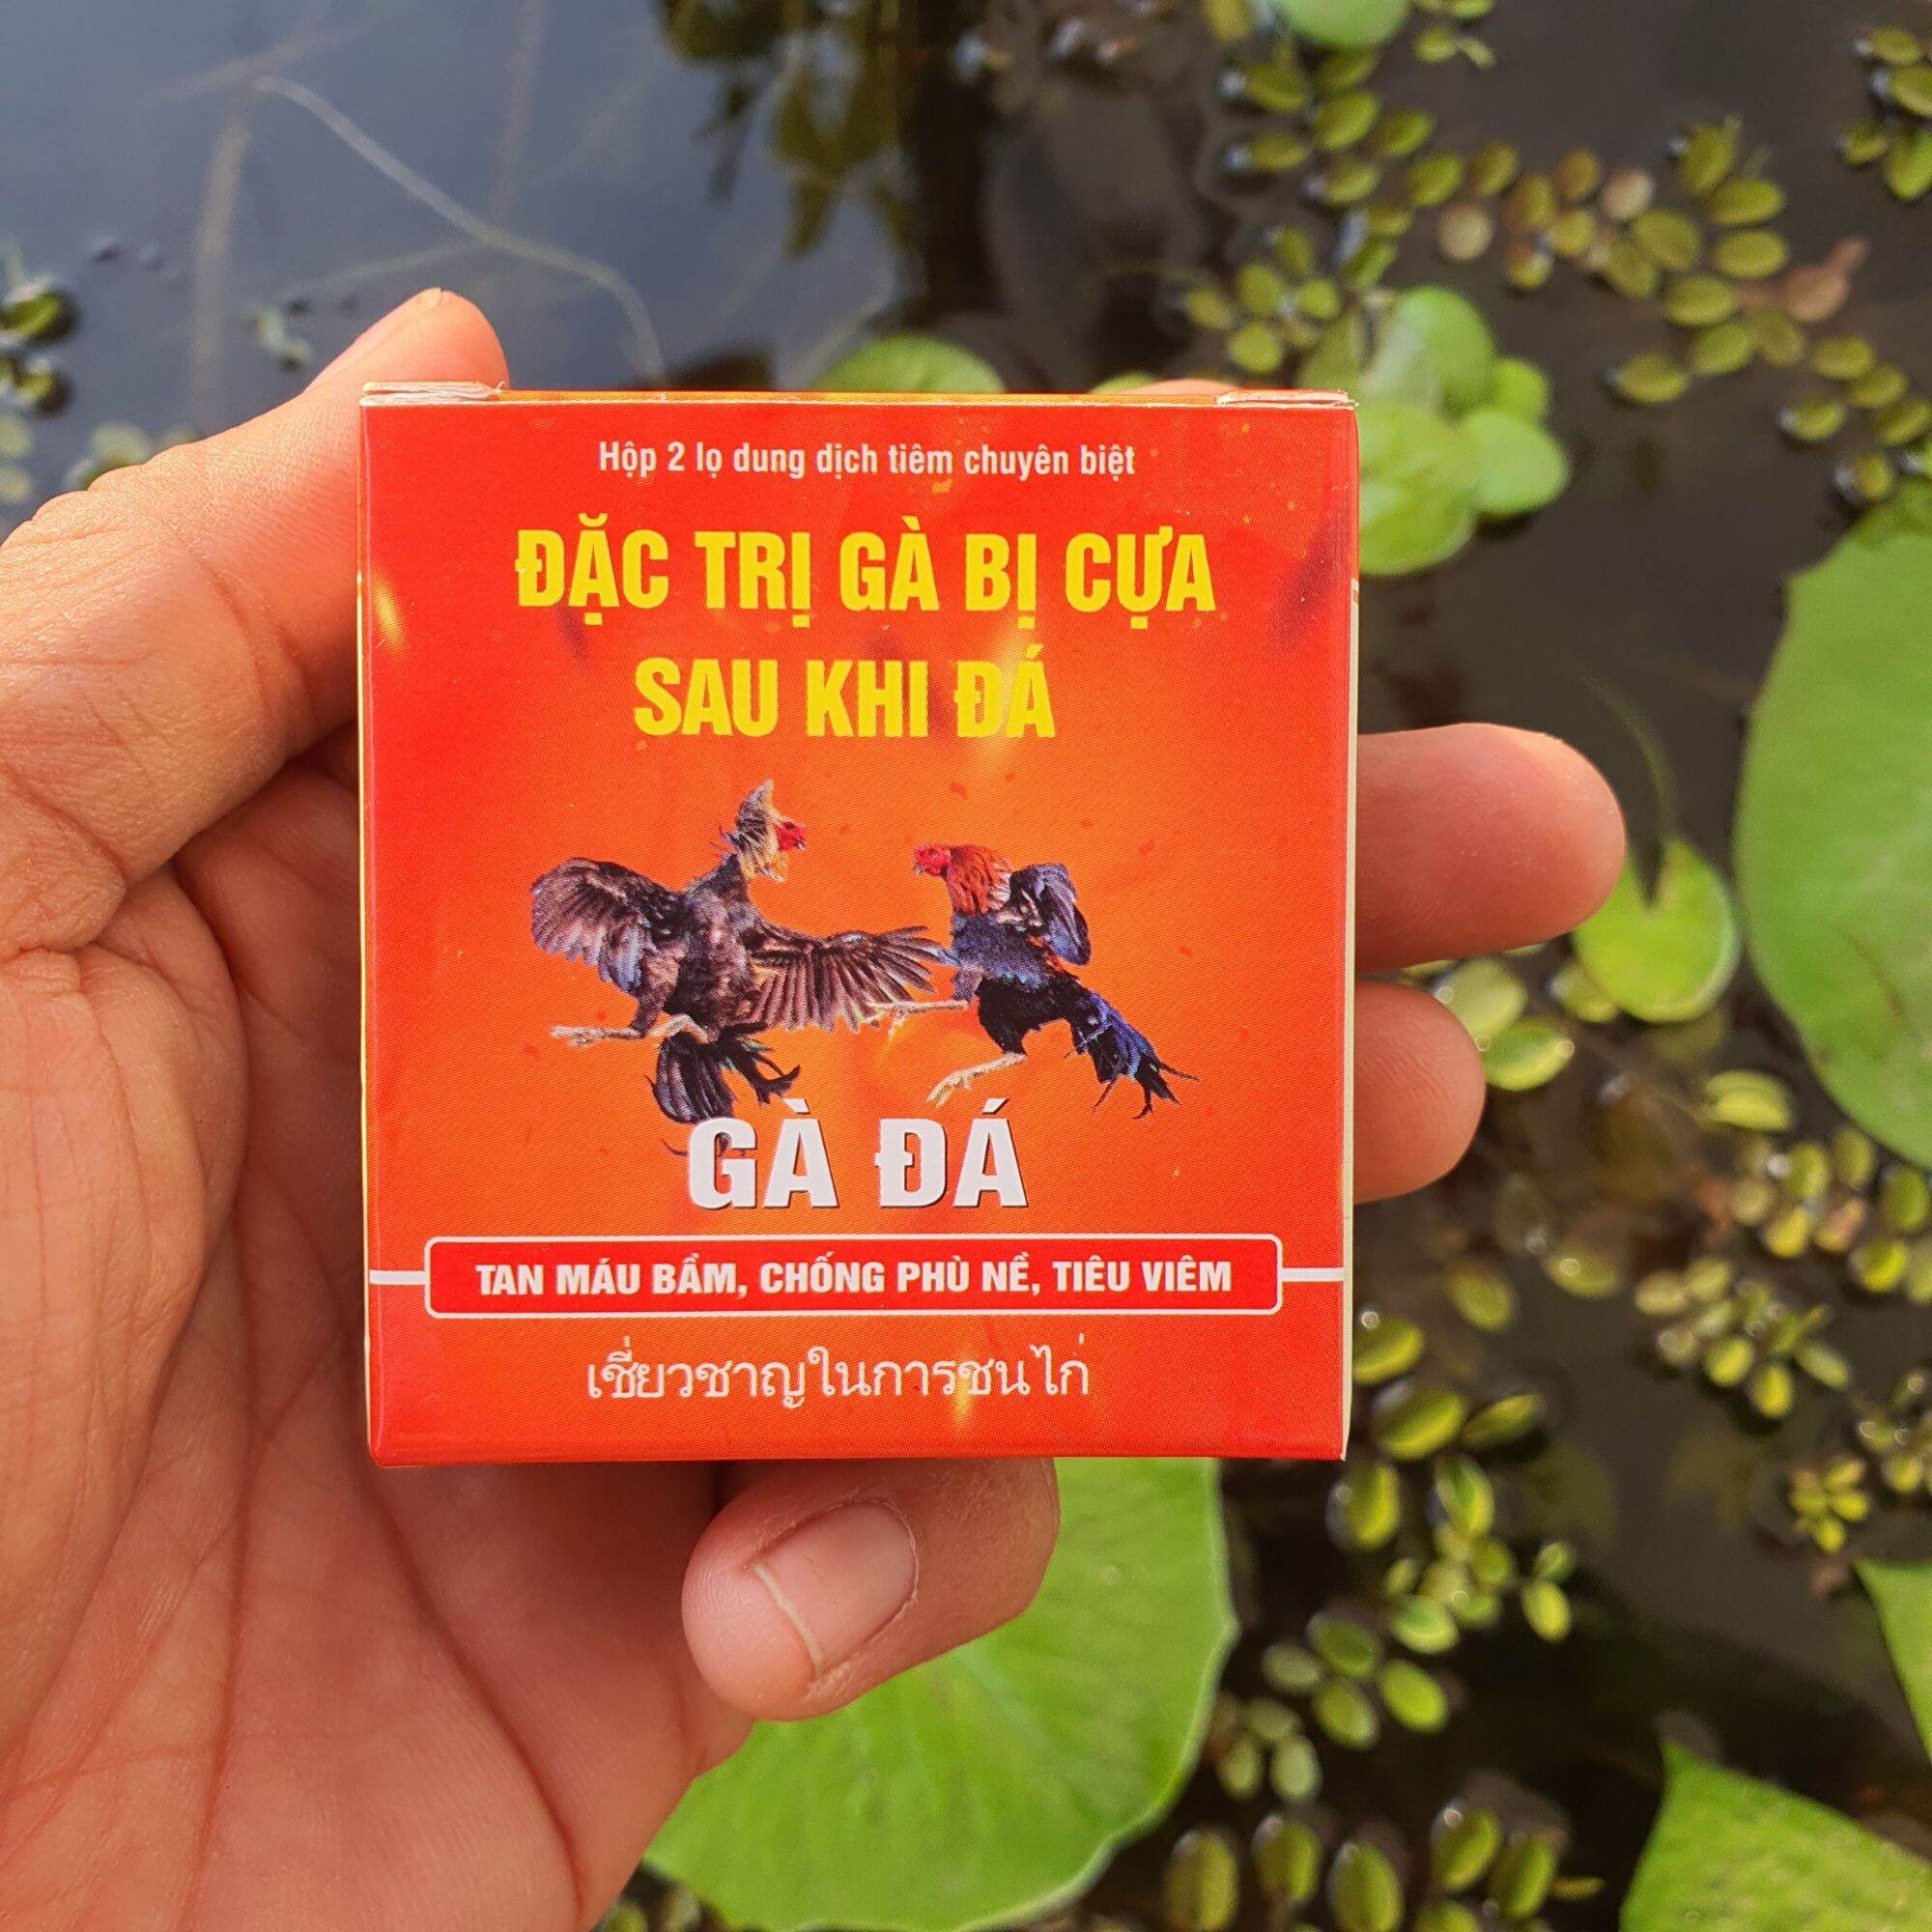 Hộp 2 lọ dung dịch tiêm chuyên biệt
ĐẶC TRỊ GÀ BỊ CỰA
SAU KHI ĐÁ
GÀ ĐÁ
TAN MÁU BẦM, CHỐNG PHÙ NỀ, TIÊU VIÊM
เชี่ยวชาญในการชนไก่